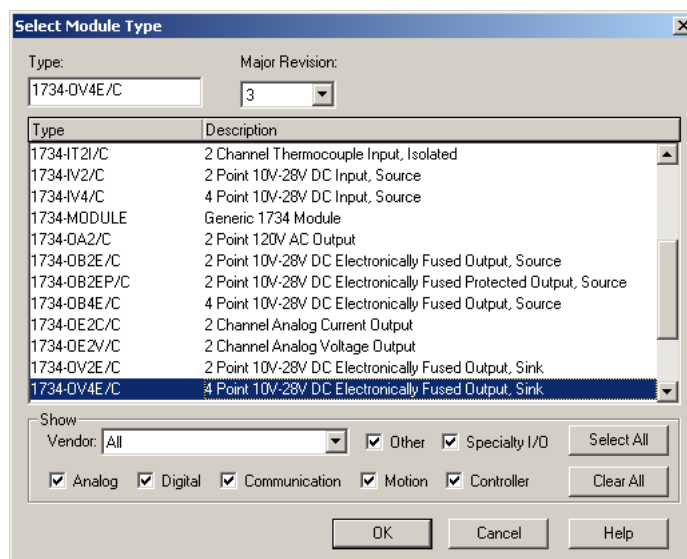 Select Module Type
Type: Major Revision:
1734-OV4E/C 3
Type Description
1734-IT2I/C 2 Channel Thermocouple Input, Isolated
1734-IV2/C 2 Point 10V-28V DC Input, Source
1734-IV4/C 4 Point 10V-28V DC Input, Source
1734-MODULE Generic 1734 Module
1734-OA2/C 2 Point 120V AC Output
1734-OB2E/C 2 Point 10V-28V DC Electronically Fused Output, Source
1734-OB2EP/C 2 Point 10V-28V DC Electronically Fused Protected Output, Source
1734-OB4E/C 4 Point 10V-28V DC Electronically Fused Output, Source
1734-OE2C/C 2 Channel Analog Current Output
1734-OE2V/C 2 Channel Analog Voltage Output
1734-OV2E/C 2 Point 10V-28V DC Electronically Fused Output, Sink
1734-OV4E/C 4 Point 10V-28V DC Electronically Fused Output, Sink
Show
Vendor: All Other Specialty I/O Select All
Analog Digital Communication Motion Controller Clear All
OK Cancel Help